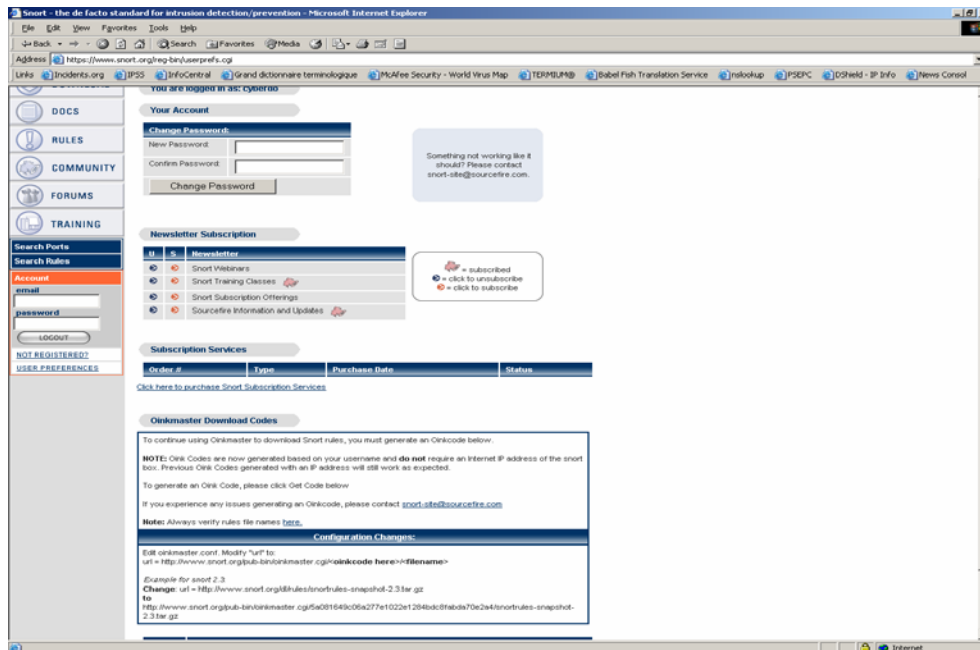 Snort - the de facto standard for intrusion detection/prevention - Microsoft Internet Explorer
File Edit View Favorites Tools Help
Back Search Favorites Media
Address https://www.snort.org/reg-bin/userprefs.cgi
Links Incidents.org IPSS InfoCentral Grand dictionnaire terminologique McAfee Security - World Virus Map TERMIUM® Babel Fish Translation Service nslookup PSEPC DShield - IP Info News Consol
You are logged in as: cyberdo
DOCS
RULES
COMMUNITY
FORUMS
TRAINING
Search Ports
Search Rules
Account
email
password
LOGOUT
NOT REGISTERED?
USER PREFERENCES
Your Account
Change Password:
New Password:
Confirm Password:
Change Password
Something not working like it
should? Please contact
snort-site@sourcefire.com.
Newsletter Subscription
U S Newsletter
Snort Webinars
Snort Training Classes
Snort Subscription Offerings
Sourcefire Information and Updates
= subscribed
= click to unsubscribe
= click to subscribe
Subscription Services
Order # Type Purchase Date Status
Click here to purchase Snort Subscription Services
Oinkmaster Download Codes
To continue using Oinkmaster to download Snort rules, you must generate an Oinkcode below.
NOTE: Oink Codes are now generated based on your username and do not require an Internet IP address of the snort
box. Previous Oink Codes generated with an IP address will still work as expected.
To generate an Oink Code, please click Get Code below
If you experience any issues generating an Oinkcode, please contact snort-site@sourcefire.com
Note: Always verify rules file names here.
Configuration Changes:
Edit oinkmaster.conf. Modify "url" to:
url = http://www.snort.org/pub-bin/oinkmaster.cgi/<oinkcode here>/<filename>
Example for snort 2.3
Change: url = http://www.snort.org/dl/rules/snortrules-snapshot-2.3.tar.gz
to
http://www.snort.org/pub-bin/oinkmaster.cgi/5a081649c06a277e1022e1284bdc8fabda70e2a4/snortrules-snapshot-
2.3.tar.gz
Internet